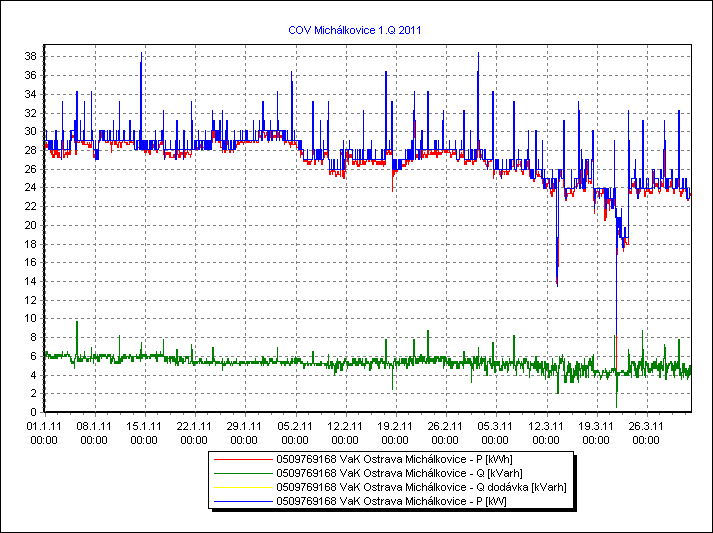 COV Michálkovice 1.Q 2011
38
36
34
32
30
28
26
24
22
20
18
16
14
12
10
8
6
4
2
0
01.1.11 8.1.11 15.1.11 22.1.11 29.1.11 05.2.11 12.2.11 19.2.11 26.2.11 05.3.11 12.3.11 19.3.11 26.3.11
00:00 00:00 00:00 00:00 00:00 00:00 00:00 00:00 00:00 00:00 00:00 00:00 00:00
0509769168 VaK Ostrava Michálkovice - P [kWh]
0509769168 VaK Ostrava Michálkovice - Q [kVarh]
0509769168 VaK Ostrava Michálkovice - Q dodávka [kVarh]
0509769168 VaK Ostrava Michálkovice - P [kW]